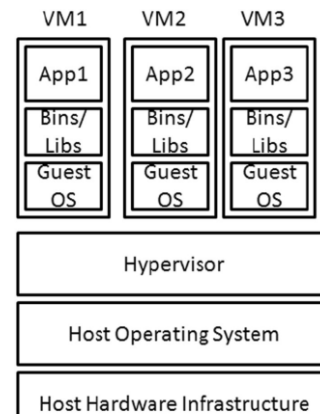 VM1 VM2 VM3
App1 App2 App3
Bins/ Bins/ Bins/
Libs Libs Libs
Guest Guest Guest
OS OS OS
Hypervisor
Host Operating System
Host Hardware Infrastructure